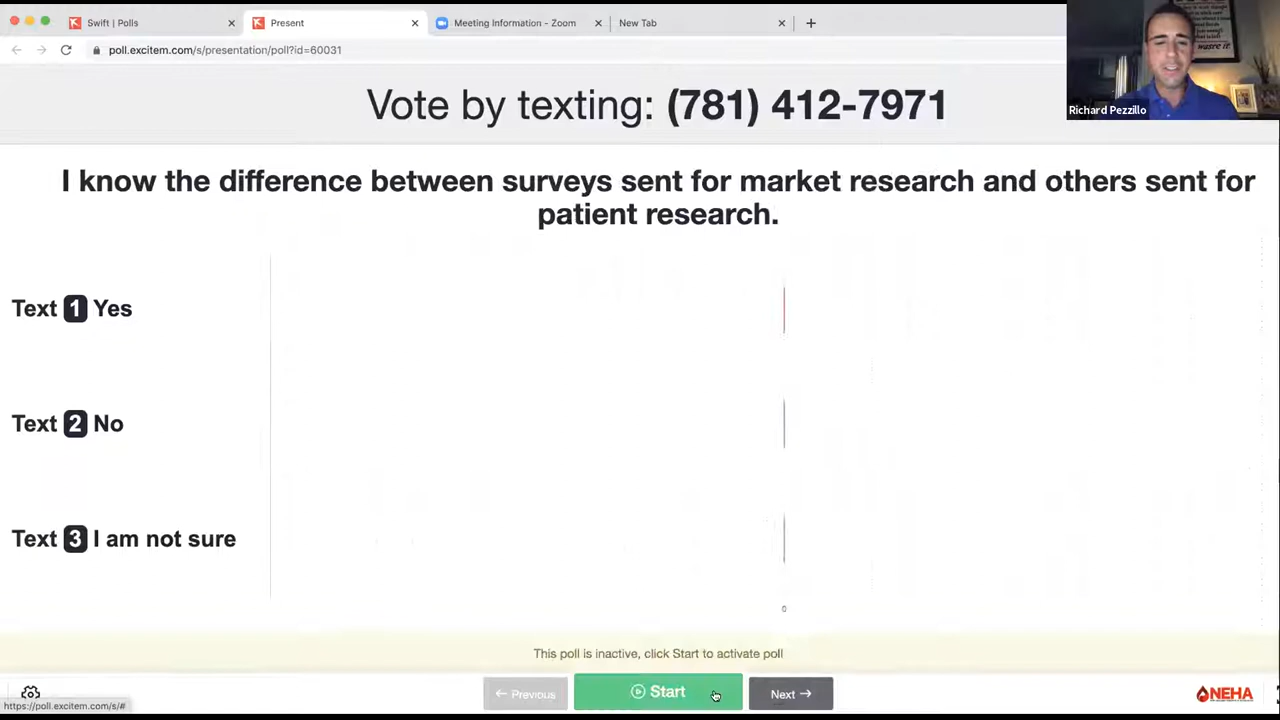 Swift | Polls
Present
Meeting Information - Zoom
New Tab
poll.excitem.com/s/presentation/poll?id=60031
waste it
Richard Pezzillo
Vote by texting: (781) 412-7971
I know the difference between surveys sent for market research and others sent for
patient research.
Text 1 Yes
Text 2 No
Text 3 I am not sure
0
This poll is inactive, click Start to activate poll
← Previous
Start
Next →
NEHA
https://poll.excitem.com/s/#